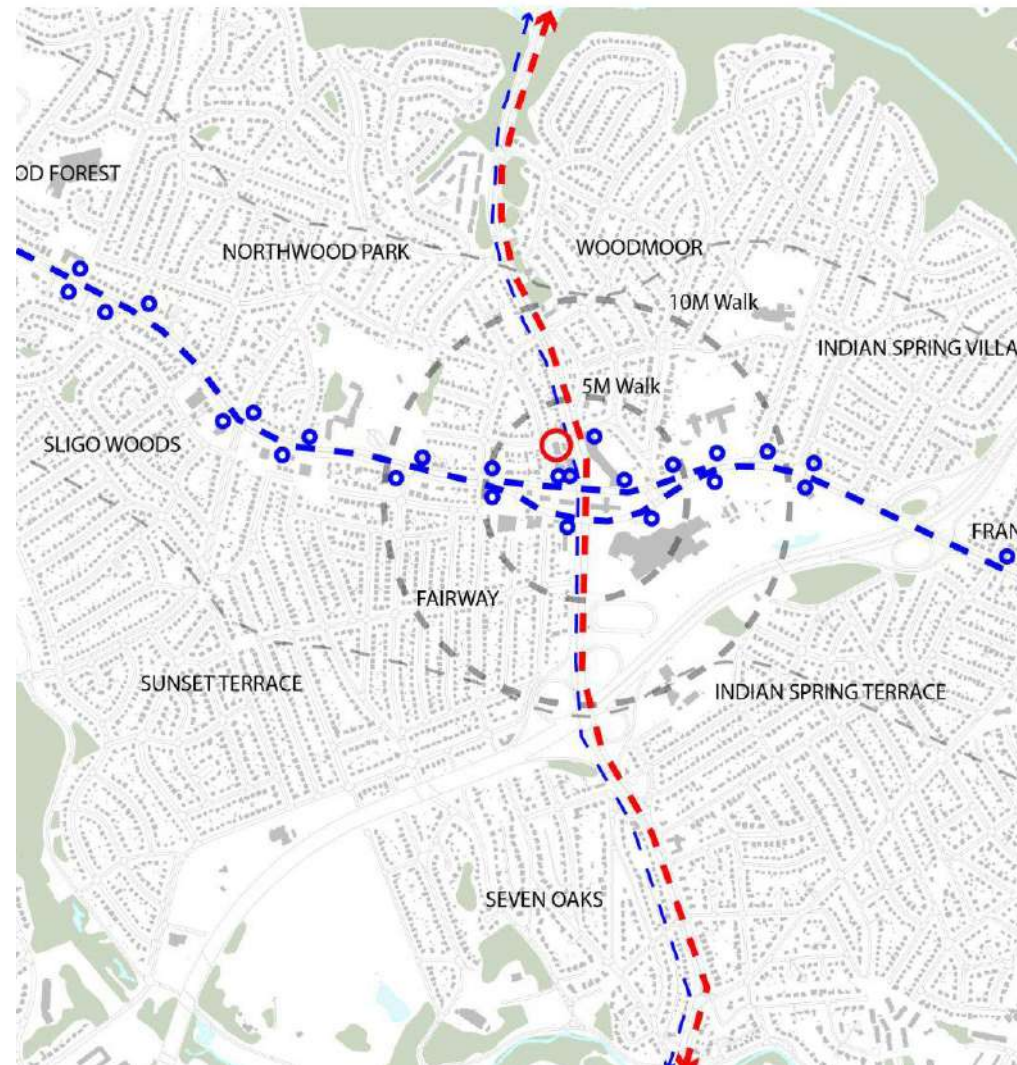 OD FOREST
NORTHWOOD PARK
WOODMOOR
10M Walk
INDIAN SPRING VILLA
5M Walk
SLIGO WOODS
FRAN
FAIRWAY
SUNSET TERRACE
INDIAN SPRING TERRACE
SEVEN OAKS